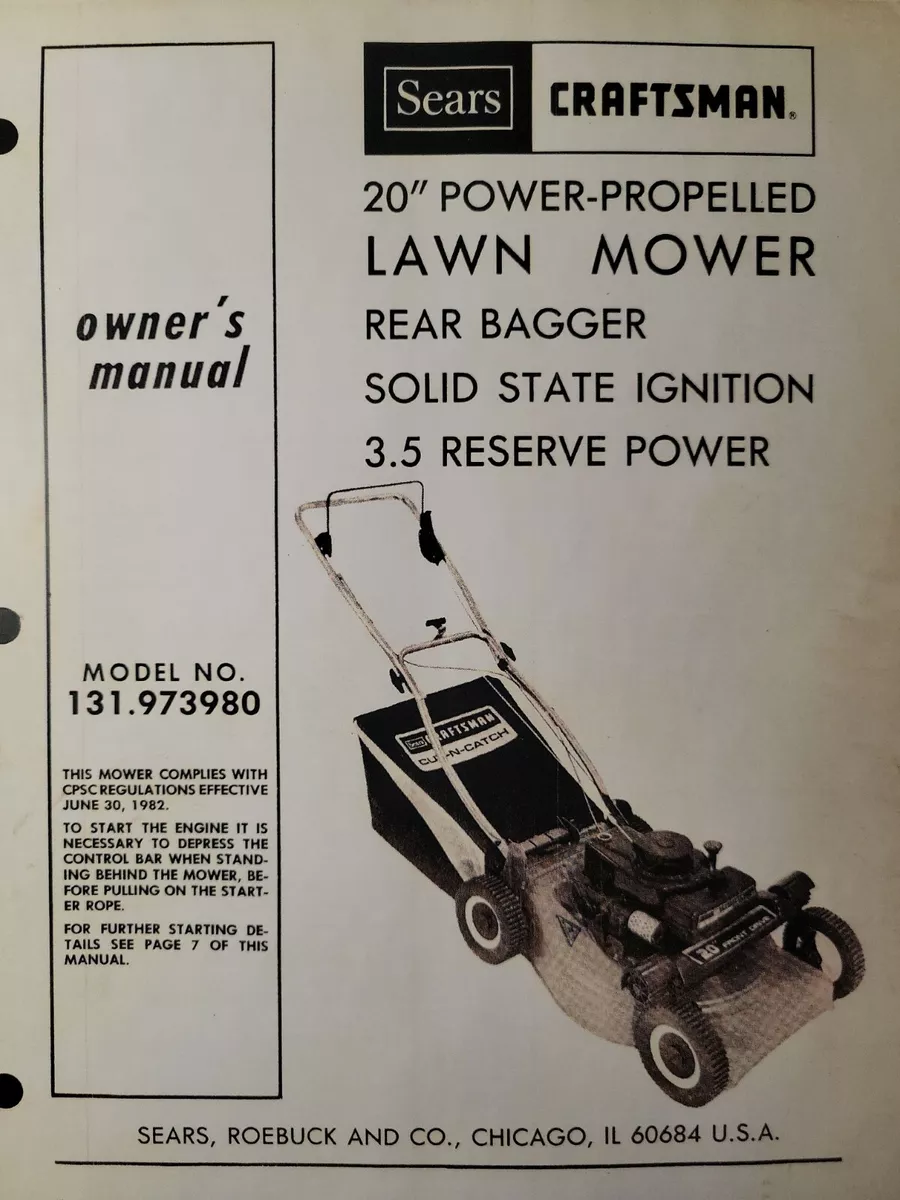 Sears CRAFTSMAN®
20" POWER-PROPELLED
LAWN MOWER
REAR BAGGER
SOLID STATE IGNITION
3.5 RESERVE POWER
owner's
manual
MODEL NO.
131.973980
THIS MOWER COMPLIES WITH
CPSC REGULATIONS EFFECTIVE
JUNE 30, 1982.
TO START THE ENGINE IT IS
NECESSARY TO DEPRESS THE
CONTROL BAR WHEN STAND-
ING BEHIND THE MOWER, BE-
FORE PULLING ON THE START-
ER ROPE.
FOR FURTHER STARTING DE-
TAILS SEE PAGE 7 OF THIS
MANUAL.
Sears CRAFTSMAN
CUT-N-CATCH
20" FRONT DRIVE
SEARS, ROEBUCK AND CO., CHICAGO, IL 60684 U.S.A.